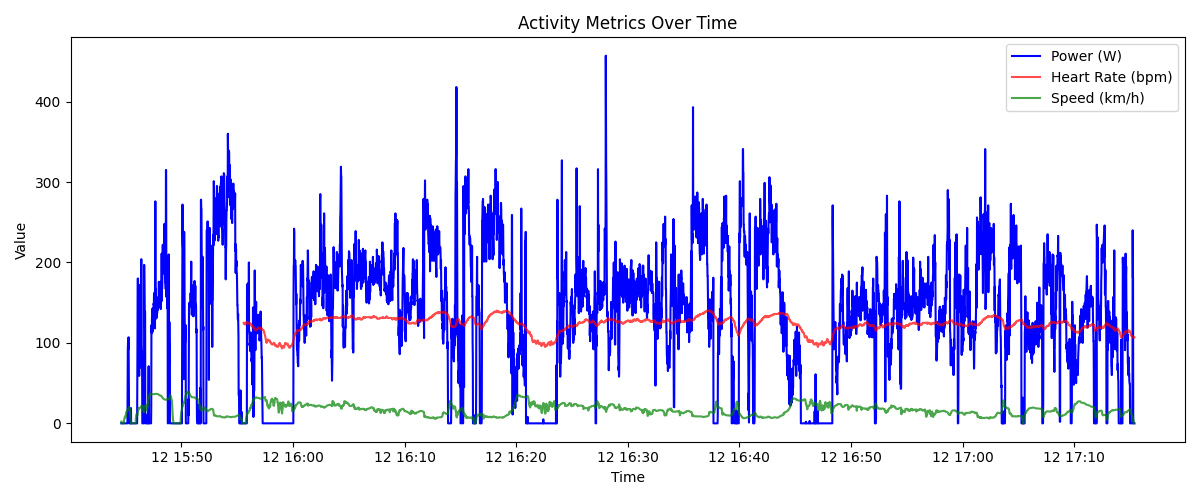 Activity Metrics Over Time
Power (W)
Heart Rate (bpm)
Speed (km/h)
Value
400
300
200
100
0
12 15:50
12 16:00
12 16:10
12 16:20
12 16:30
12 16:40
12 16:50
12 17:00
12 17:10
Time